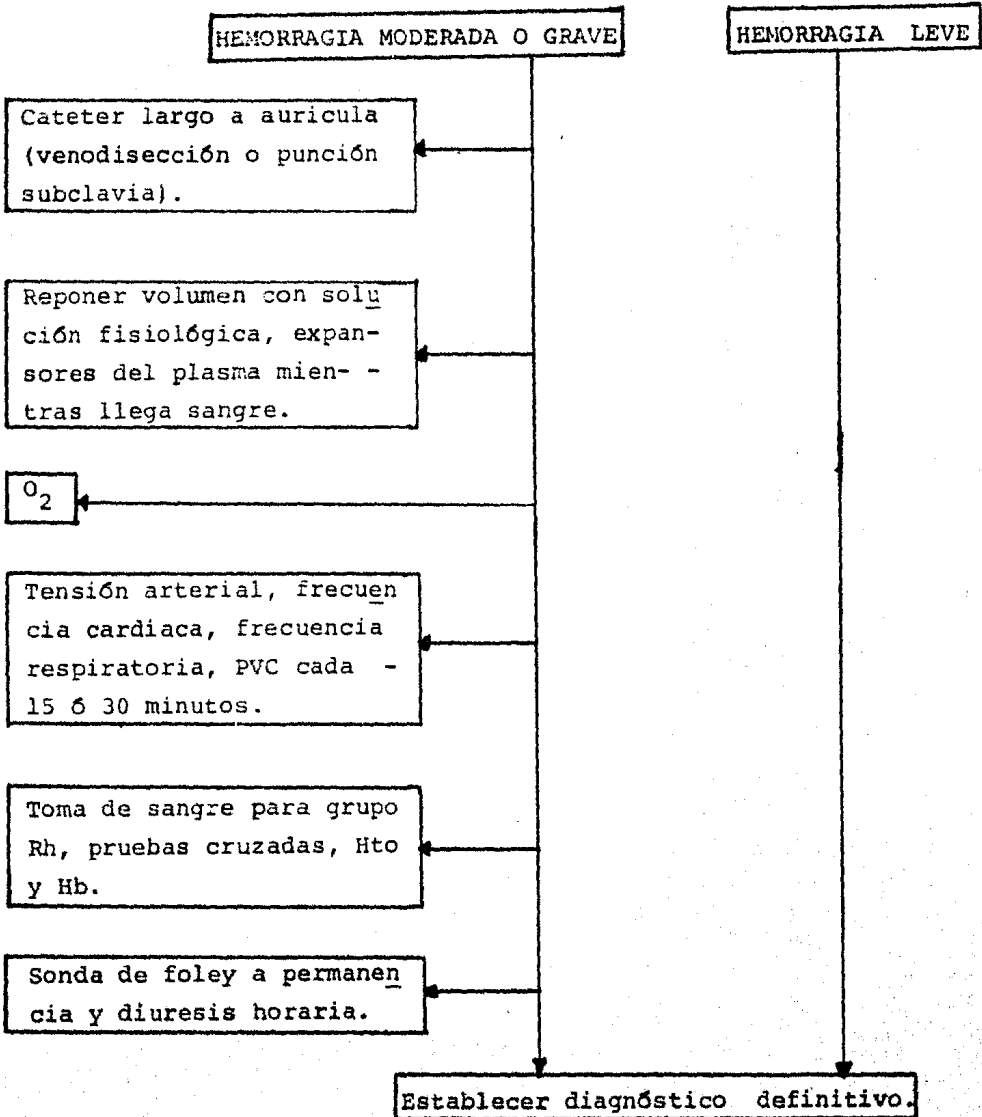 HEMORRAGIA MODERADA O GRAVE
HEMORRAGIA LEVE
Cateter largo a auricula
(venodisección o punción
subclavia).
Reponer volumen con solu
ción fisiológica, expan-
sores del plasma mien- -
tras llega sangre.
O2
Tensión arterial, frecuen
cia cardiaca, frecuencia
respiratoria, PVC cada -
15 ó 30 minutos.
Toma de sangre para grupo
Rh, pruebas cruzadas, Hto
y Hb.
Sonda de foley a permanen
cia y diuresis horaria.
Establecer diagnóstico definitivo.